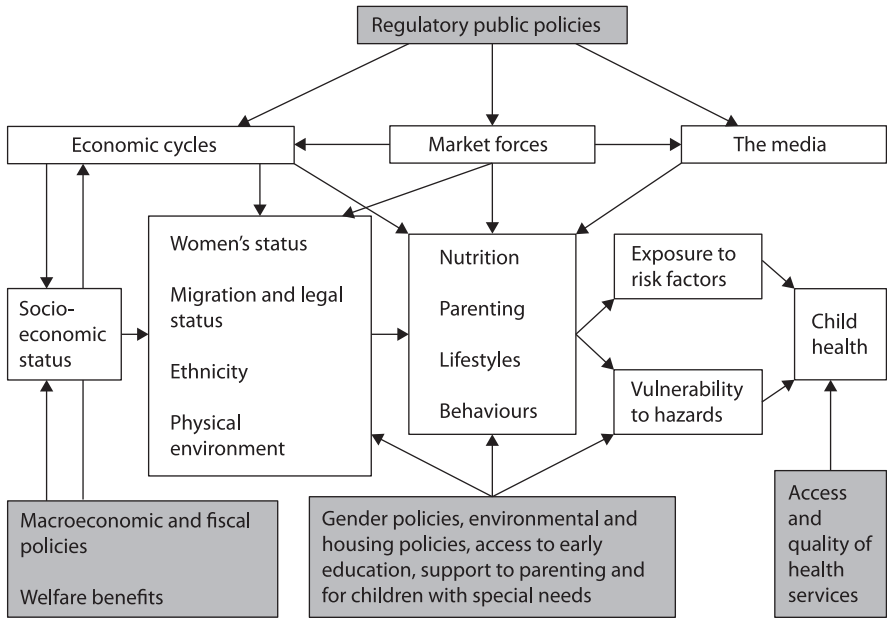 Regulatory public policies
Economic cycles
Market forces
The media
Women’s status
Migration and legal
status
Ethnicity
Physical
environment
Nutrition
Parenting
Lifestyles
Behaviours
Exposure to
risk factors
Vulnerability
to hazards
Child
health
Socio-
economic
status
Macroeconomic and fiscal
policies
Welfare benefits
Gender policies, environmental and
housing policies, access to early
education, support to parenting and
for children with special needs
Access
and
quality of
health
services